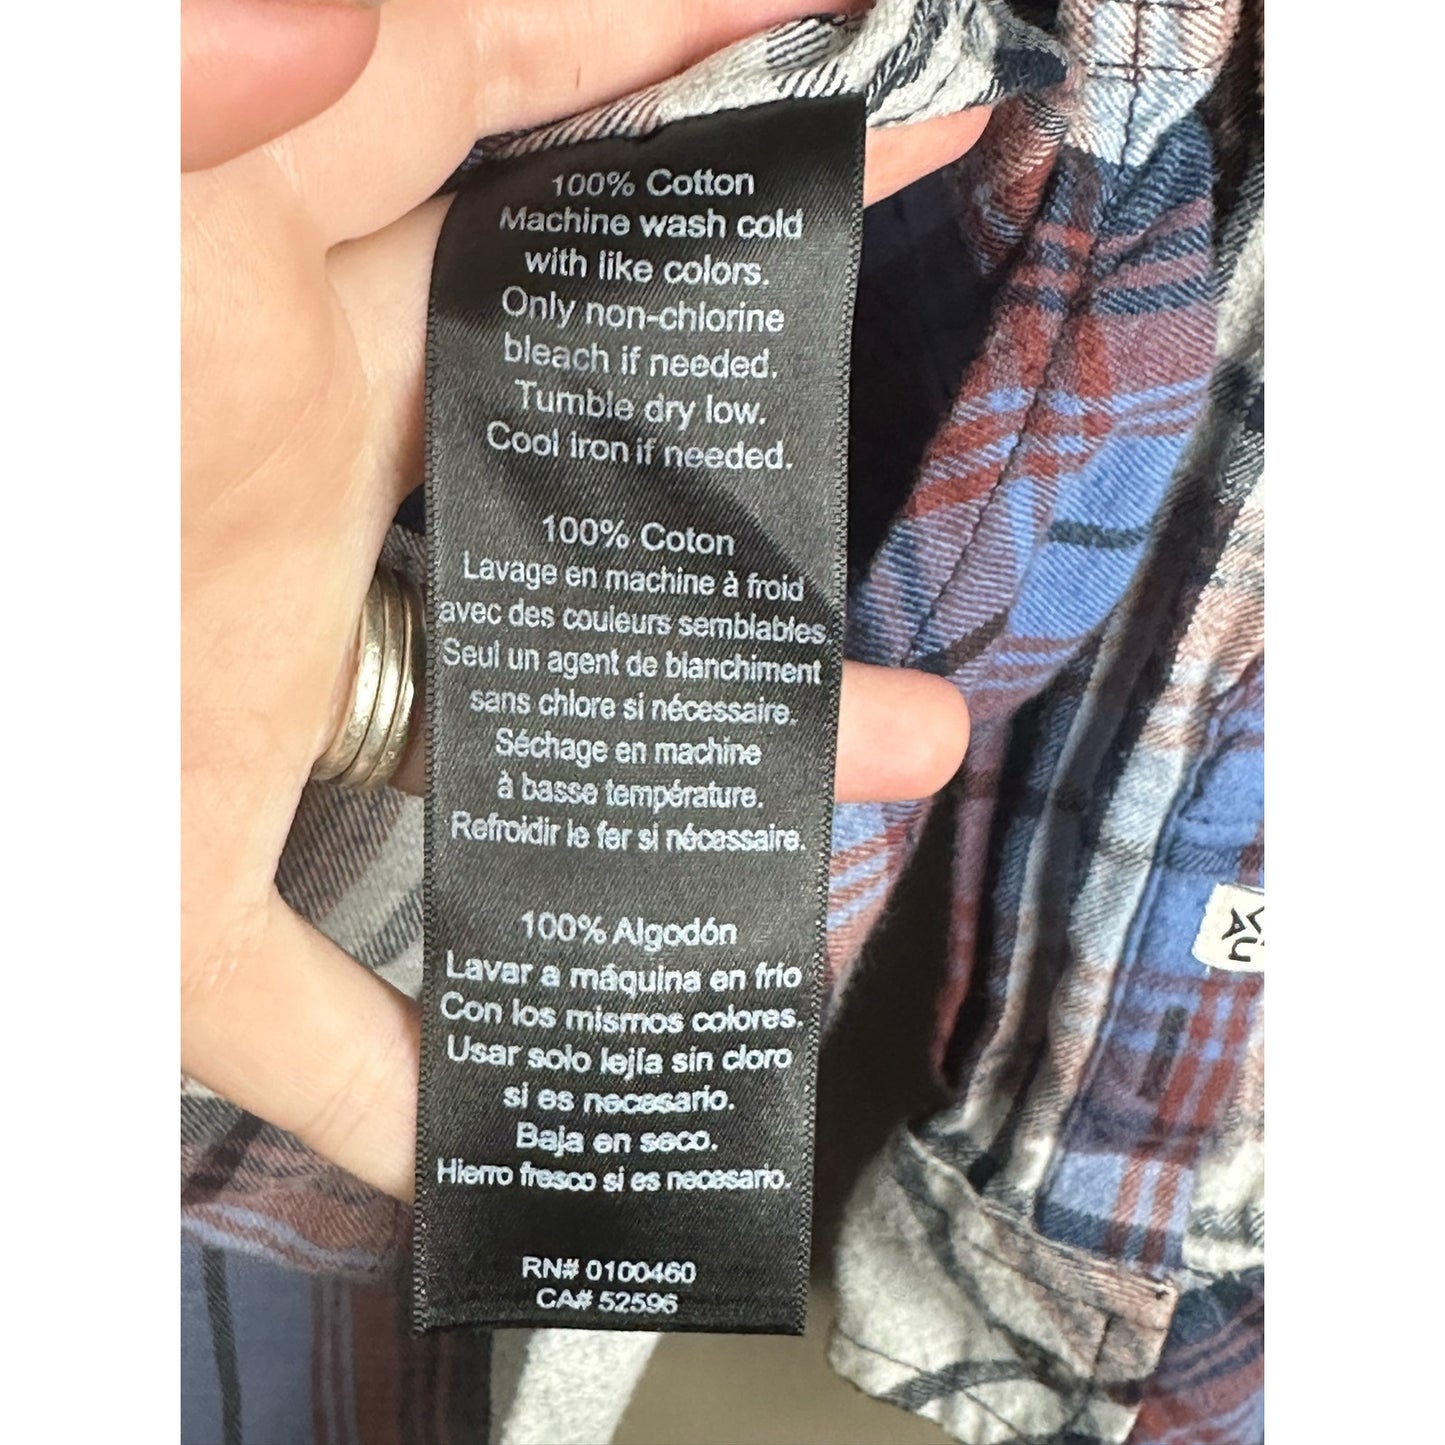 100% Cotton
Machine wash cold
with like colors.
Only non-chlorine
bleach if needed.
Tumble dry low.
Cool iron if needed.
100% Coton
Lavage en machine à froid
avec des couleurs semblables.
Seul un agent de blanchiment
sans chlore si nécessaire.
Séchage en machine
à basse température.
Refroidir le fer si nécessaire.
100% Algodón
Lavar a máquina en frío
Con los mismos colores.
Usar solo lejía sin cloro
si es necesario.
Baja en seco.
Hierro fresco si es necesario.
RN# 0100460
CA# 52596